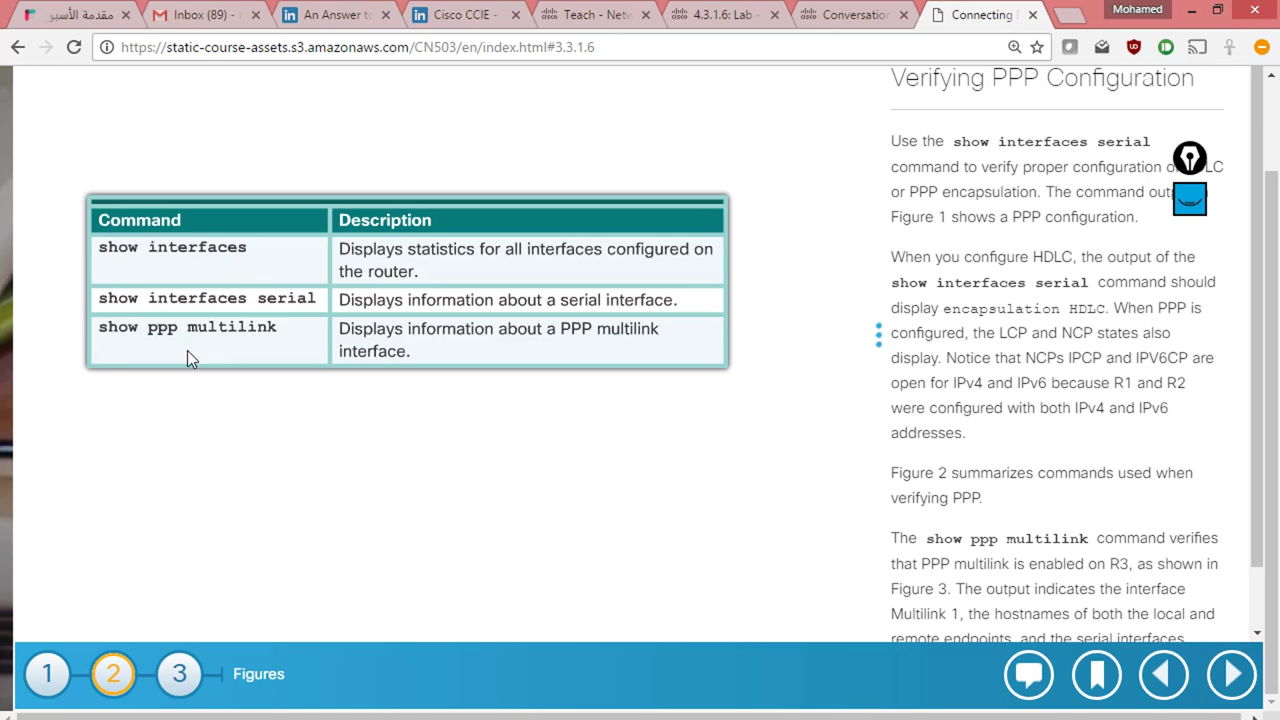 مقدمة الأسبو
Inbox (89) -
An Answer to
Cisco CCIE -
Teach - Netw
4.3.1.6: Lab -
Conversation
Connecting
Mohamed
https://static-course-assets.s3.amazonaws.com/CN503/en/index.html#3.3.1.6
Command Description
show interfaces Displays statistics for all interfaces configured on
the router.
show interfaces serial Displays information about a serial interface.
show ppp multilink Displays information about a PPP multilink
interface.
Verifying PPP Configuration
Use the show interfaces serial
command to verify proper configuration o LC
or PPP encapsulation. The command outp
Figure 1 shows a PPP configuration.
When you configure HDLC, the output of the
show interfaces serial command should
display encapsulation HDLC. When PPP is
configured, the LCP and NCP states also
display. Notice that NCPs IPCP and IPV6CP are
open for IPv4 and IPv6 because R1 and R2
were configured with both IPv4 and IPv6
addresses.
Figure 2 summarizes commands used when
verifying PPP.
The show ppp multilink command verifies
that PPP multilink is enabled on R3, as shown in
Figure 3. The output indicates the interface
Multilink 1, the hostnames of both the local and
remote endpoints, and the serial interfaces
1 2 3 Figures